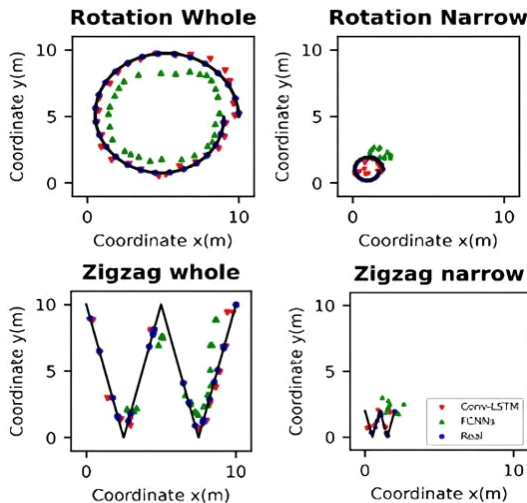 Rotation Whole
Coordinate y(m)
10
5
0
0
10
Coordinate x(m)
Rotation Narrow
Coordinate y(m)
10
5
0
0
10
Coordinate x(m)
Zigzag whole
Coordinate y(m)
10
5
0
0
10
Coordinate x(m)
Zigzag narrow
Coordinate y(m)
10
5
0
0
10
Coordinate x(m)
Conv-LSTM
FCNNs
Real